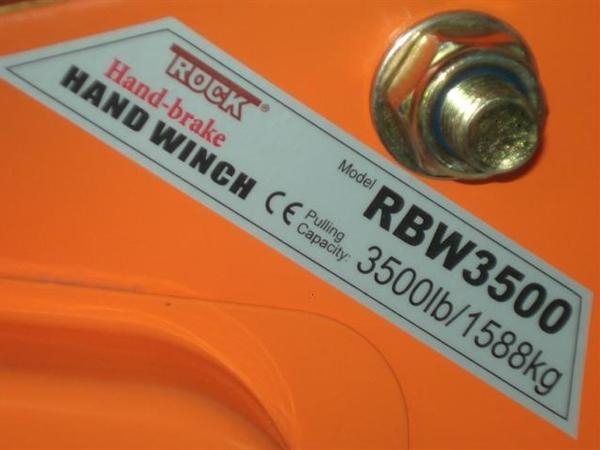 ROCK®
Hand-brake
HAND WINCH
CE
Model
RBW3500
Pulling
Capacity:
3500lb/1588kg